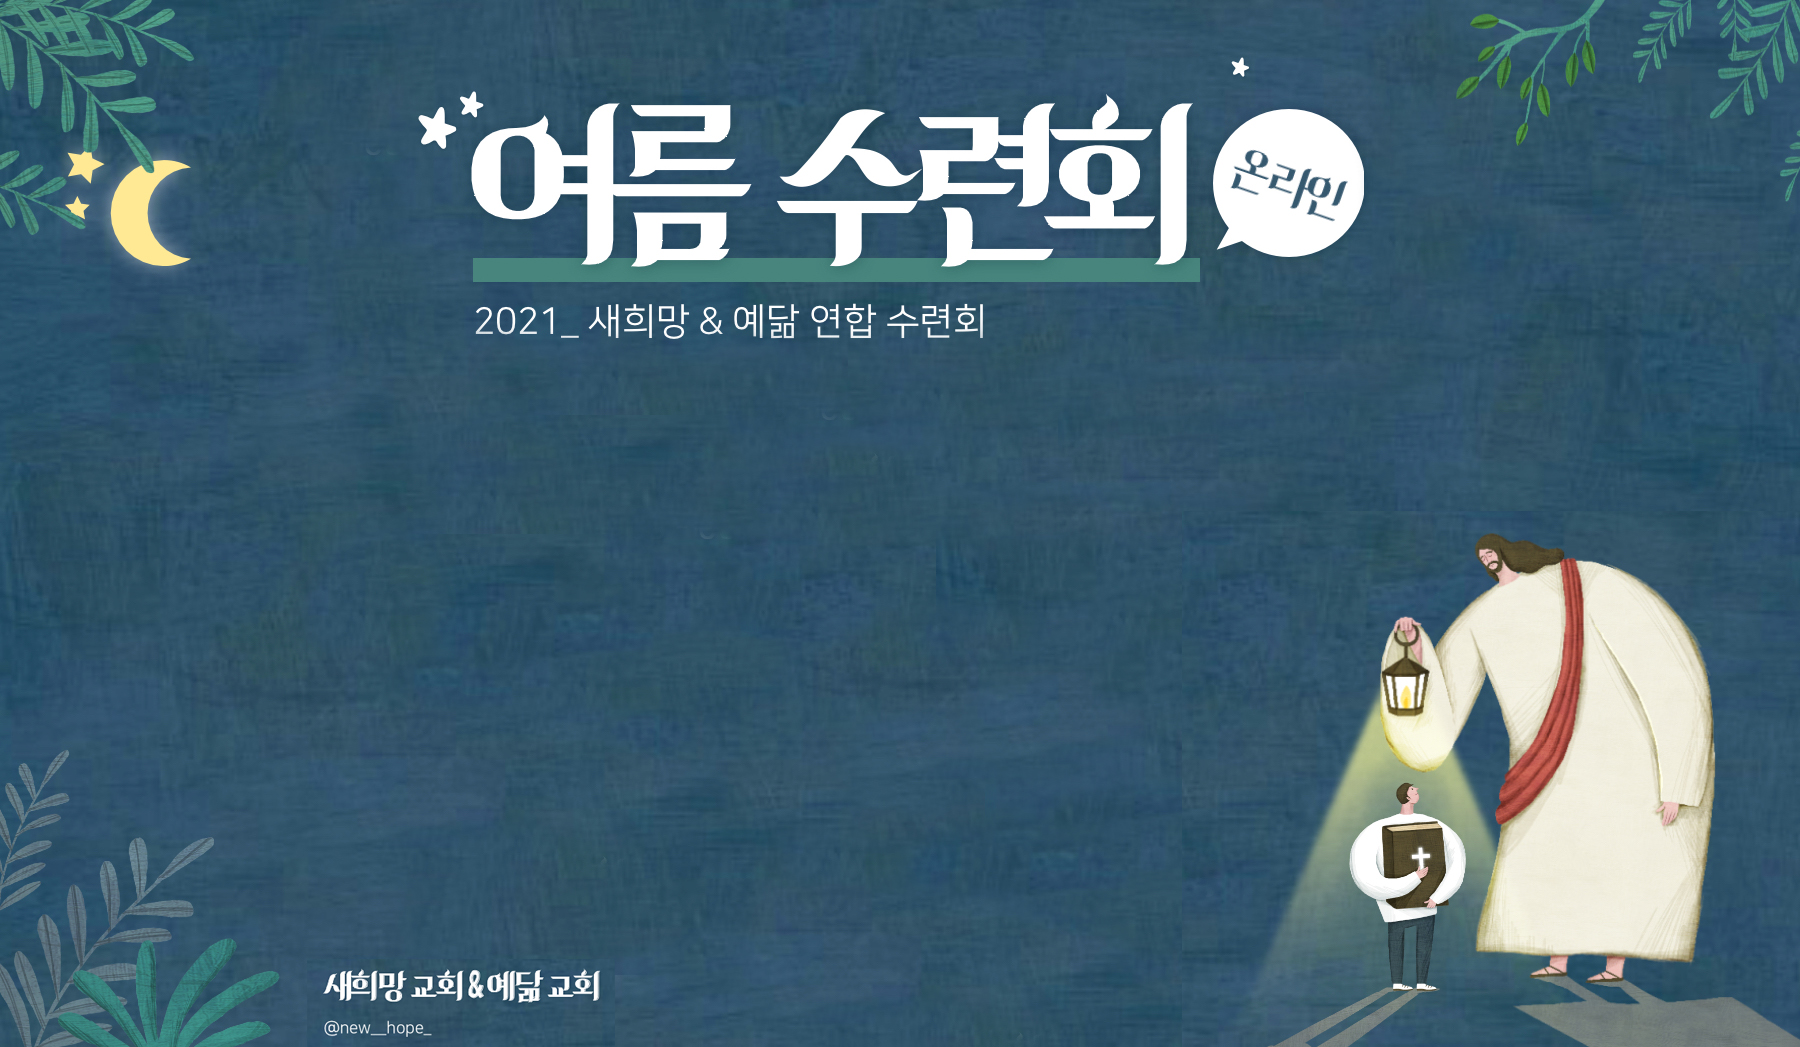 여름 수련회
온라인
2021_ 새희망 & 예닮 연합 수련회
새희망 교회 & 예닮 교회
@new__hope_